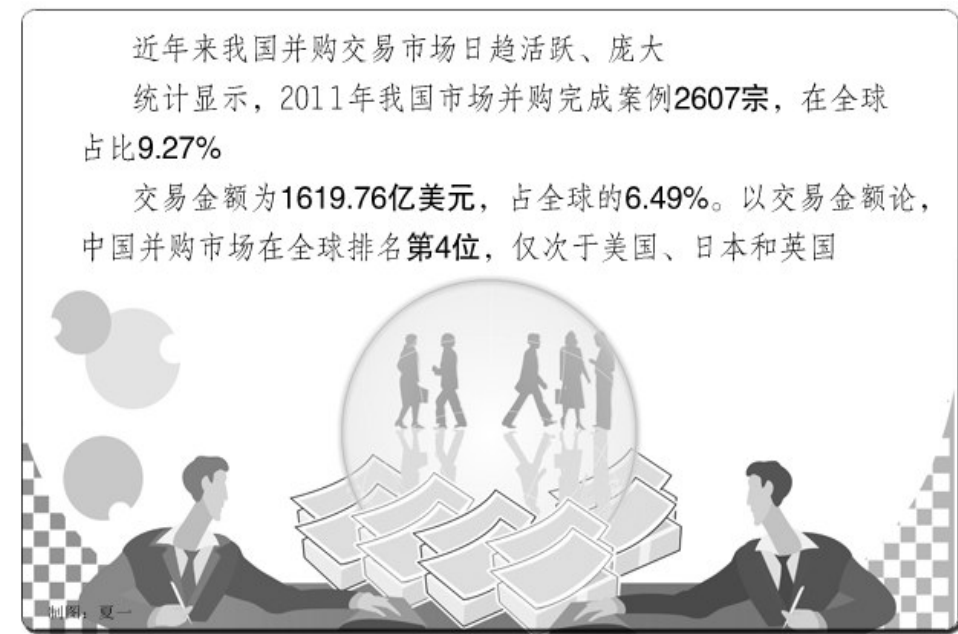 近年来我国并购交易市场日趋活跃、庞大
统计显示，2011年我国市场并购完成案例2607宗，在全球
占比9.27%
交易金额为1619.76亿美元，占全球的6.49%。以交易金额论，
中国并购市场在全球排名第4位，仅次于美国、日本和英国
制图：夏一